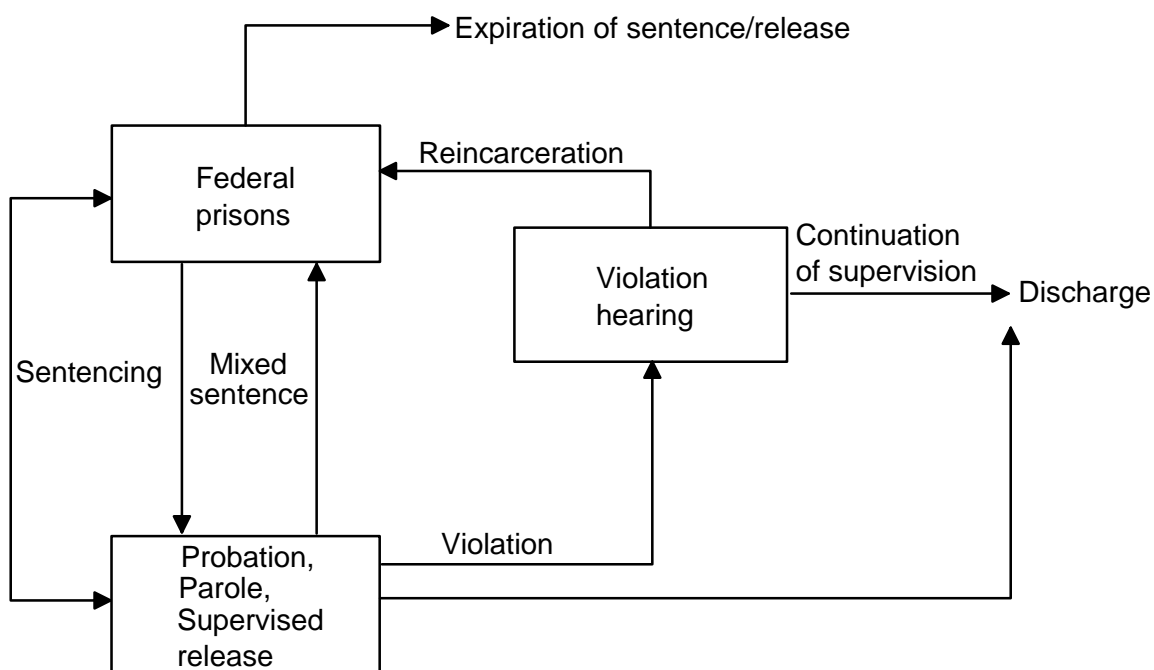 Expiration of sentence/release
Reincarceration
Federal
prisons
Continuation
of supervision
Violation
hearing
Discharge
Sentencing
Mixed
sentence
Violation
Probation,
Parole,
Supervised
release